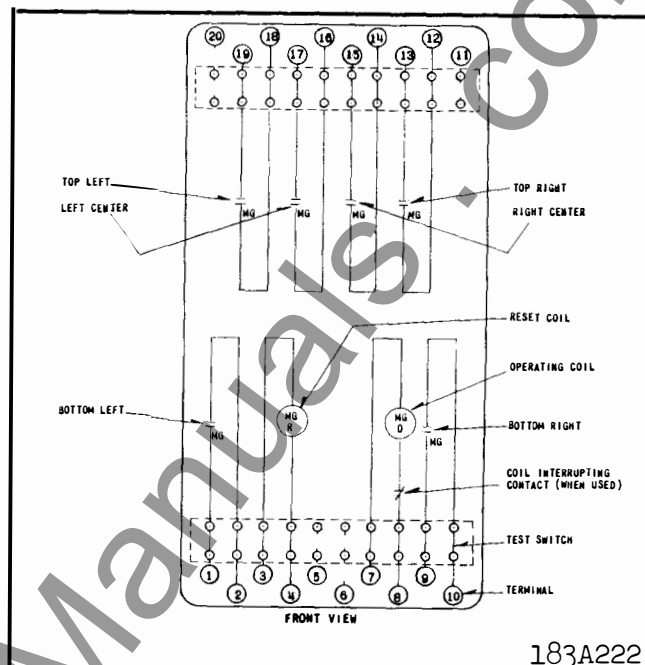 20 18 16 14 12
19 17 15 13 11
TOP LEFT
LEFT CENTER
MG MG MG MG
TOP RIGHT
RIGHT CENTER
RESET COIL
OPERATING COIL
BOTTOM LEFT
MG
MG
R
MG
O
MG
BOTTOM RIGHT
COIL INTERRUPTING
CONTACT (WHEN USED)
TEST SWITCH
1 3 5 7 9
2 4 6 8 10
TERMINAL
FRONT VIEW
183A222
Manuals.co